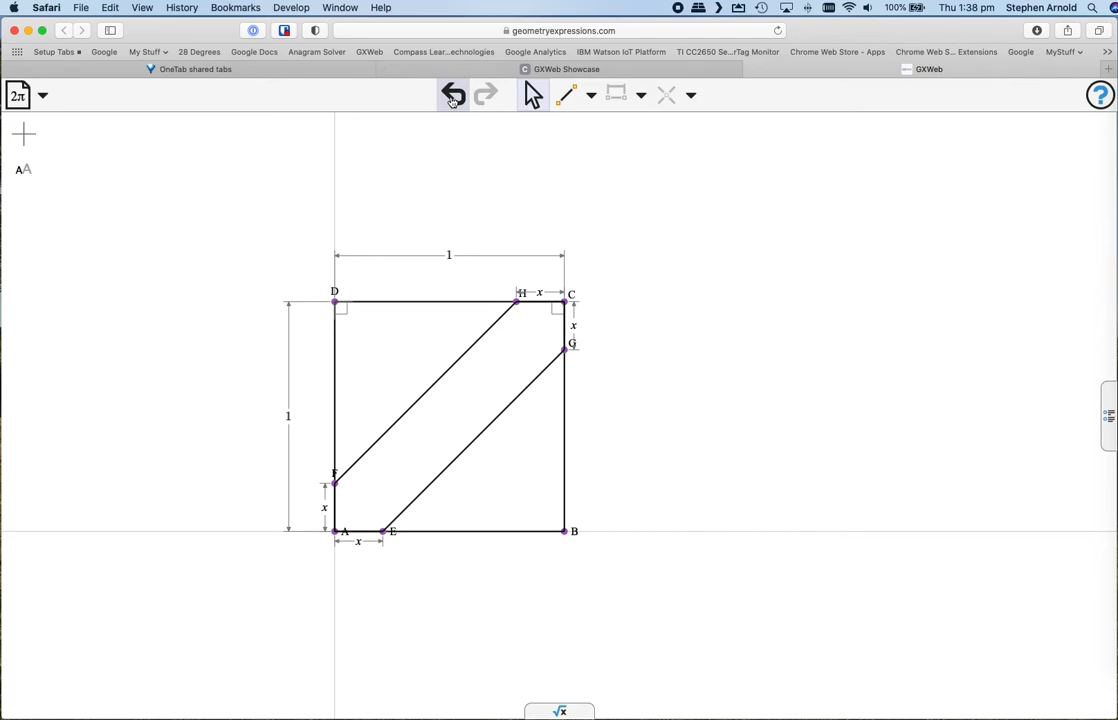 Safari File Edit View History Bookmarks Develop Window Help 100% Thu 1:38 pm Stephen Arnold
geometryexpressions.com
Setup Tabs My Stuff 28 Degrees Google Docs Anagram Solver GXWeb Compass Lear...echnologies Google Analytics IBM Watson IoT Platform TI CC2650 Se...rTag Monitor Chrome Web Store - Apps Chrome Web S... Extensions Google MyStuff >>
OneTab shared tabs C GXWeb Showcase GXWeb
2π ?
AA
1
D H x C
x
G
1
F
x
A E B
x
√x